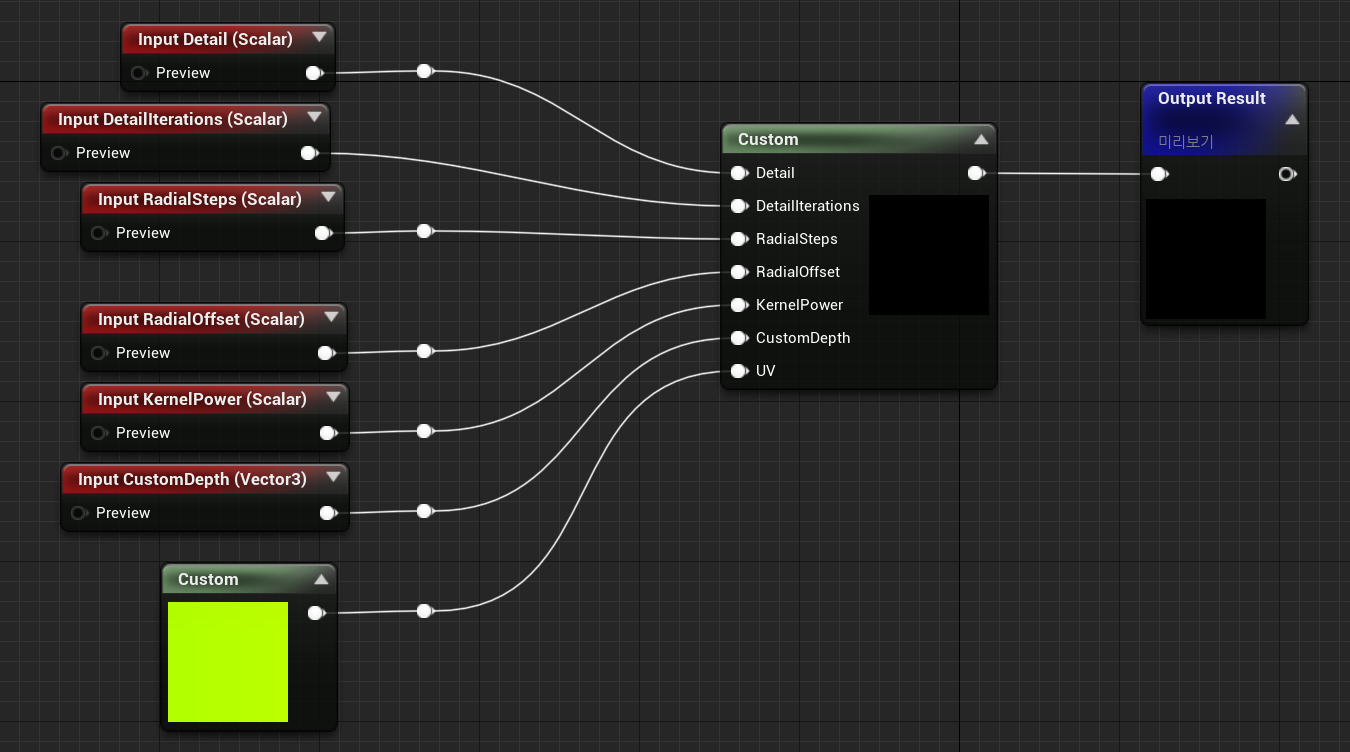 Input Detail (Scalar)
Preview
Input DetailIterations (Scalar)
Preview
Input RadialSteps (Scalar)
Preview
Input RadialOffset (Scalar)
Preview
Input KernelPower (Scalar)
Preview
Input CustomDepth (Vector3)
Preview
Custom
Custom
Detail
DetailIterations
RadialSteps
RadialOffset
KernelPower
CustomDepth
UV
Output Result
미리보기